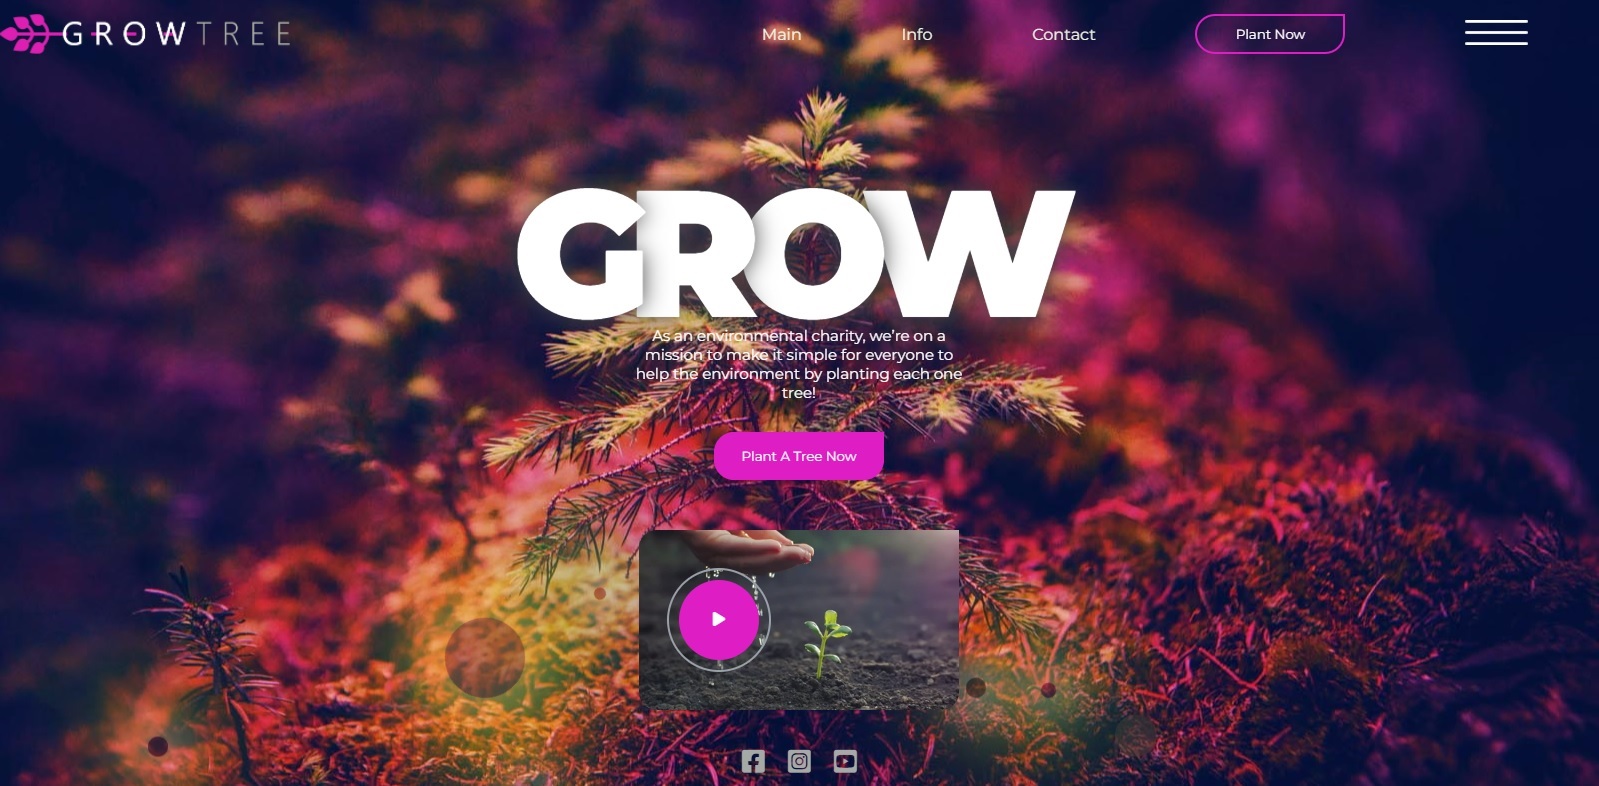 GROWTREE
Main
Info
Contact
Plant Now
GROW
As an environmental charity, we're on a
mission to make it simple for everyone to
help the environment by planting each one
tree!
Plant A Tree Now